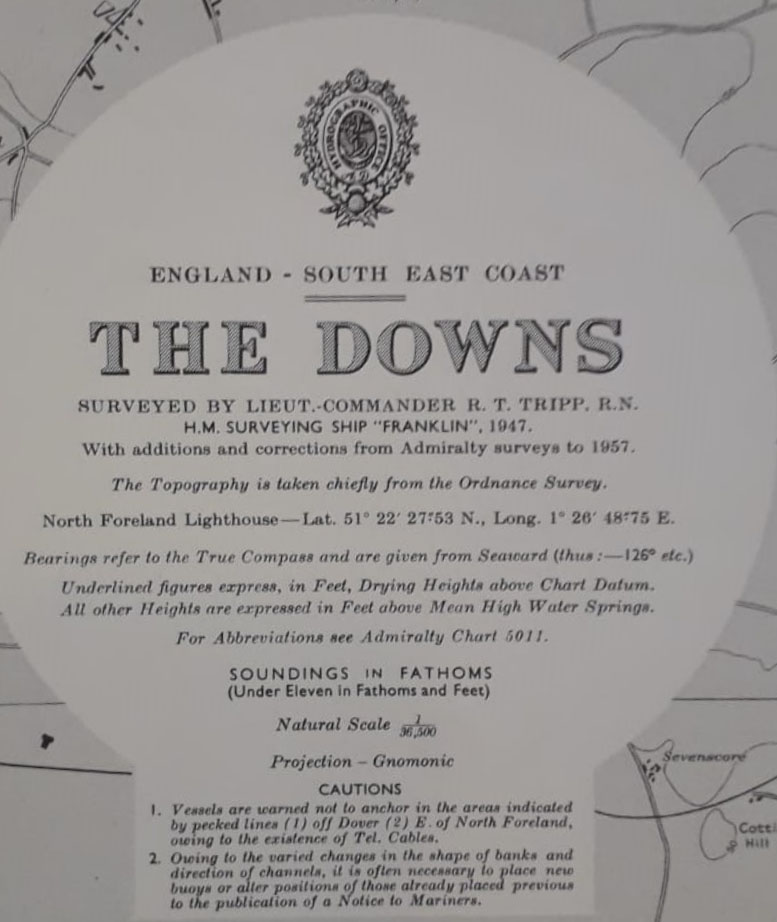 HYDROGRAPHIC OFFICE
ENGLAND - SOUTH EAST COAST
THE DOWNS
SURVEYED BY LIEUT.-COMMANDER R. T. TRIPP, R.N.
H.M. SURVEYING SHIP "FRANKLIN", 1947.
With additions and corrections from Admiralty surveys to 1957.
The Topography is taken chiefly from the Ordnance Survey.
North Foreland Lighthouse—Lat. 51° 22′ 27″53 N., Long. 1° 26′ 48″75 E.
Bearings refer to the True Compass and are given from Seaward (thus:—126° etc.)
Underlined figures express, in Feet, Drying Heights above Chart Datum.
All other Heights are expressed in Feet above Mean High Water Springs.
For Abbreviations see Admiralty Chart 5011.
SOUNDINGS IN FATHOMS
(Under Eleven in Fathoms and Feet)
Natural Scale 1/36,500
Projection - Gnomonic
CAUTIONS
1. Vessels are warned not to anchor in the areas indicated
by pecked lines (1) off Dover (2) E. of North Foreland,
owing to the existence of Tel. Cables.
2. Owing to the varied changes in the shape of banks and
direction of channels, it is often necessary to place new
buoys or alter positions of those already placed previous
to the publication of a Notice to Mariners.
Sevenscore
Cotti
Hill